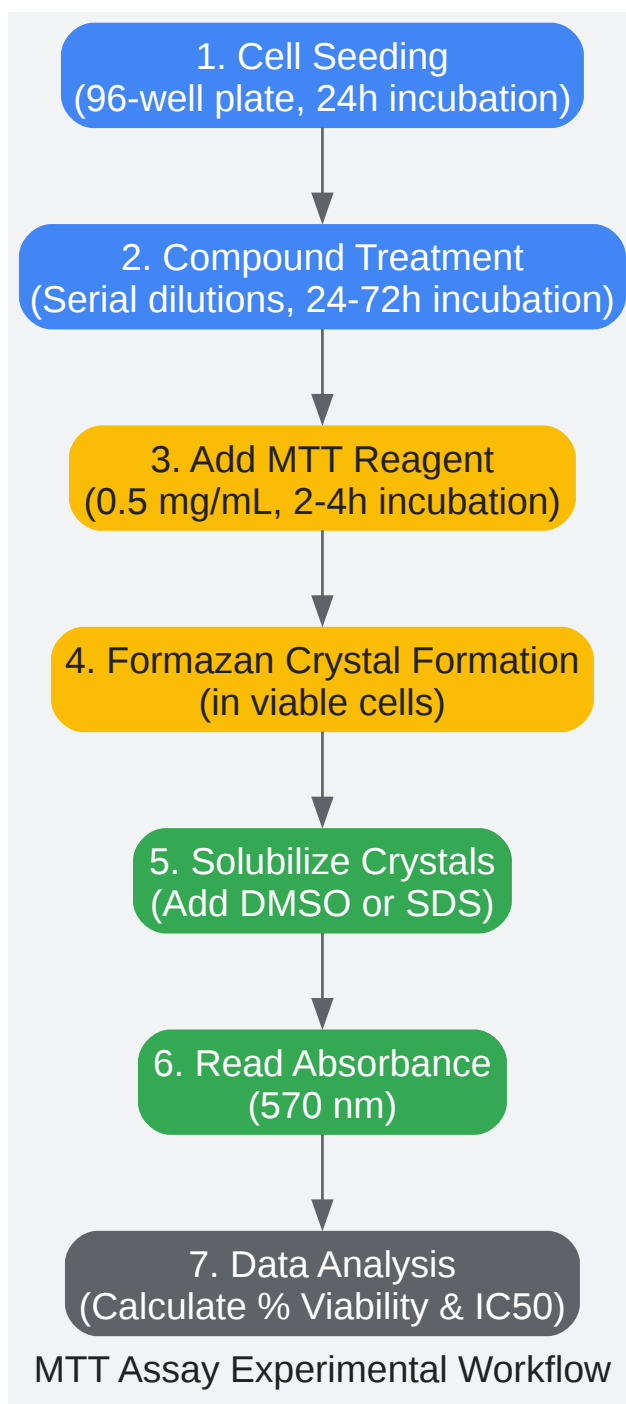 1. Cell Seeding
(96-well plate, 24h incubation)
2. Compound Treatment
(Serial dilutions, 24-72h incubation)
3. Add MTT Reagent
(0.5 mg/mL, 2-4h incubation)
4. Formazan Crystal Formation
(in viable cells)
5. Solubilize Crystals
(Add DMSO or SDS)
6. Read Absorbance
(570 nm)
7. Data Analysis
(Calculate % Viability & IC50)
MTT Assay Experimental Workflow